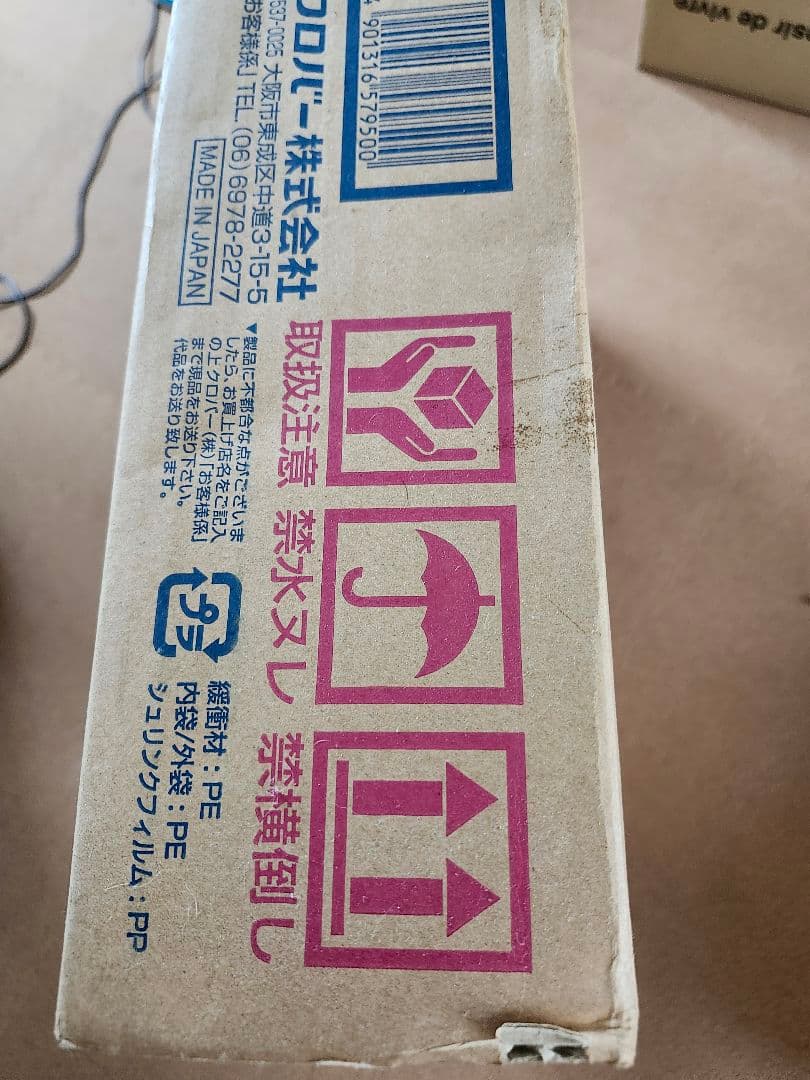 4 901316 579500
クロバー株式会社
537-0025 大阪市東成区中道3-15-5
お客様係」 TEL. (06)6978-2277
MADE IN JAPAN
取扱注意
禁水ヌレ
禁横倒し
▼製品に不都合な点がございま
したら、お買上げ店名をご記入
の上クロバー(株)「お客様係」
まで現品をお送り下さい。
代品をお送り致します。
プラ
緩衝材:PE
内袋/外袋:PE
シュリンクフィルム:PP
esir de vivre